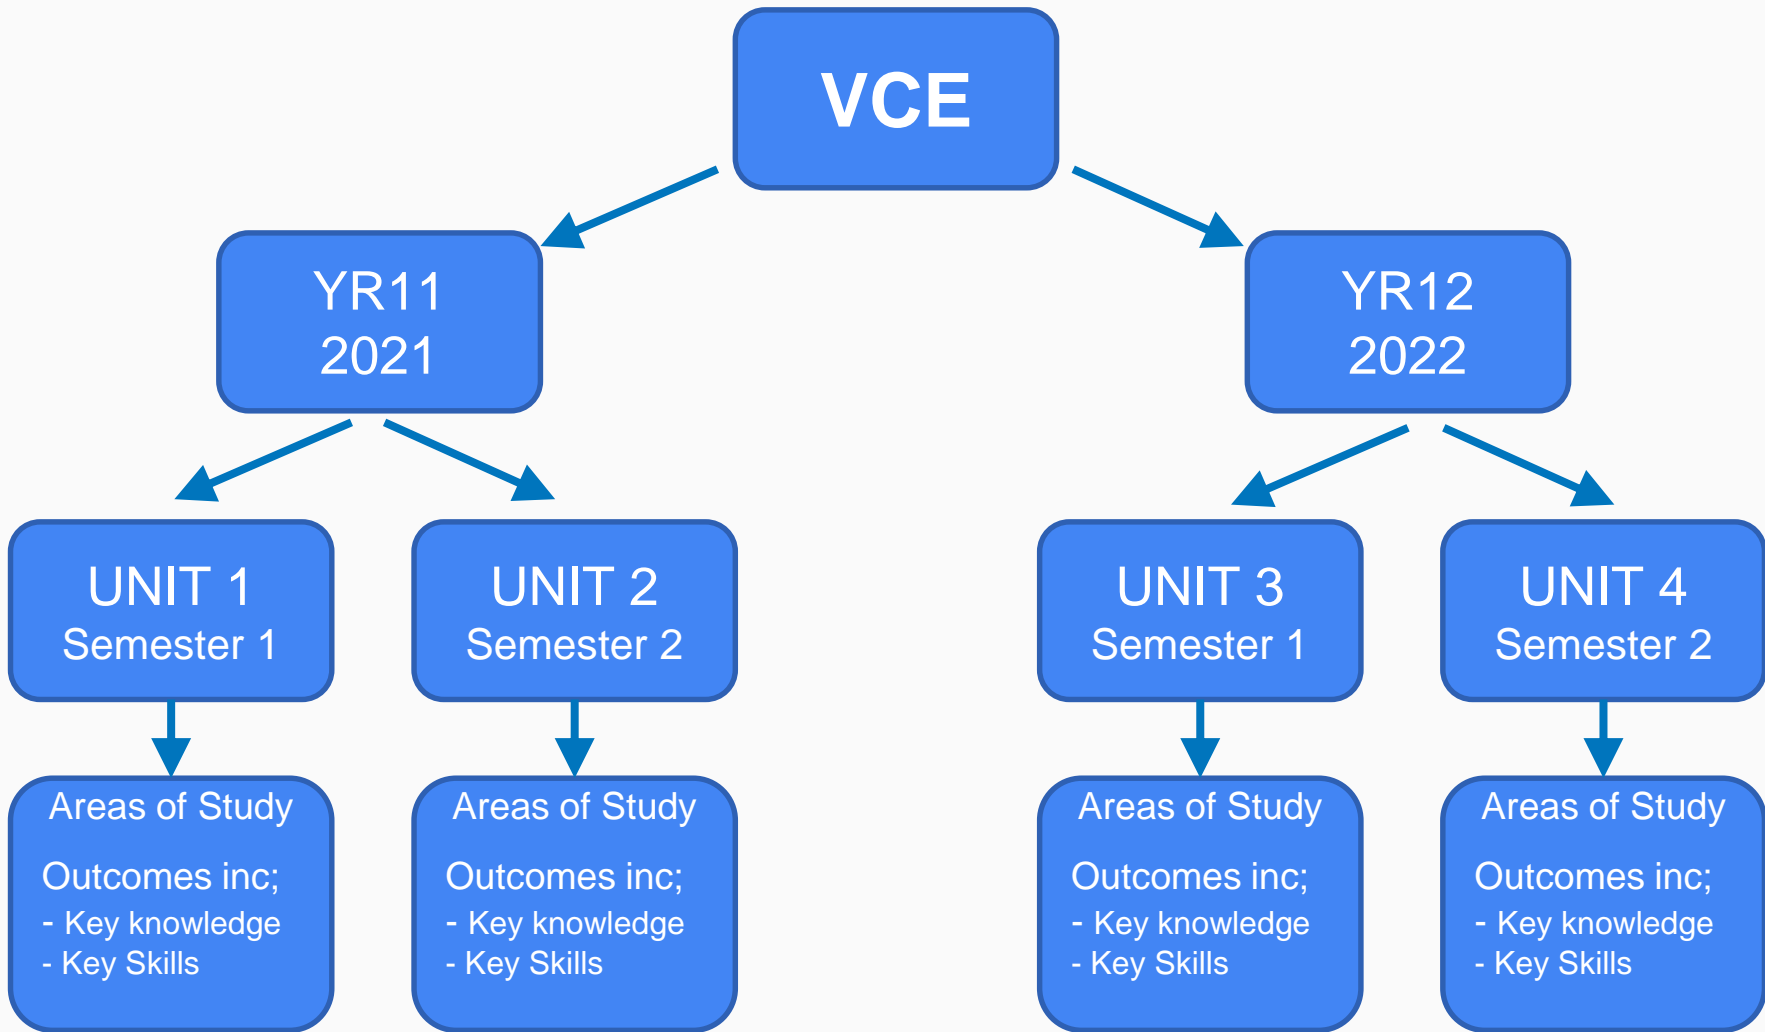 VCE
YR11
2021
YR12
2022
UNIT 1
Semester 1
UNIT 2
Semester 2
UNIT 3
Semester 1
UNIT 4
Semester 2
Areas of Study
Outcomes inc;
- Key knowledge
- Key Skills
Areas of Study
Outcomes inc;
- Key knowledge
- Key Skills
Areas of Study
Outcomes inc;
- Key knowledge
- Key Skills
Areas of Study
Outcomes inc;
- Key knowledge
- Key Skills